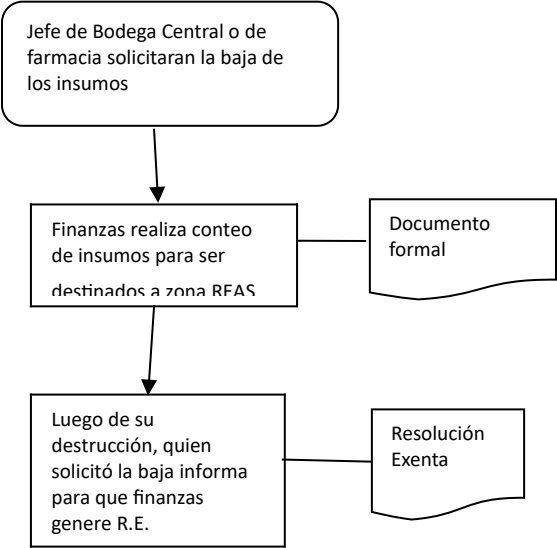 Jefe de Bodega Central o de
farmacia solicitaran la baja de
los insumos
Finanzas realiza conteo
de insumos para ser
destinados a zona REAS
Documento
formal
Luego de su
destrucción, quien
solicitó la baja informa
para que finanzas
genere R.E.
Resolución
Exenta